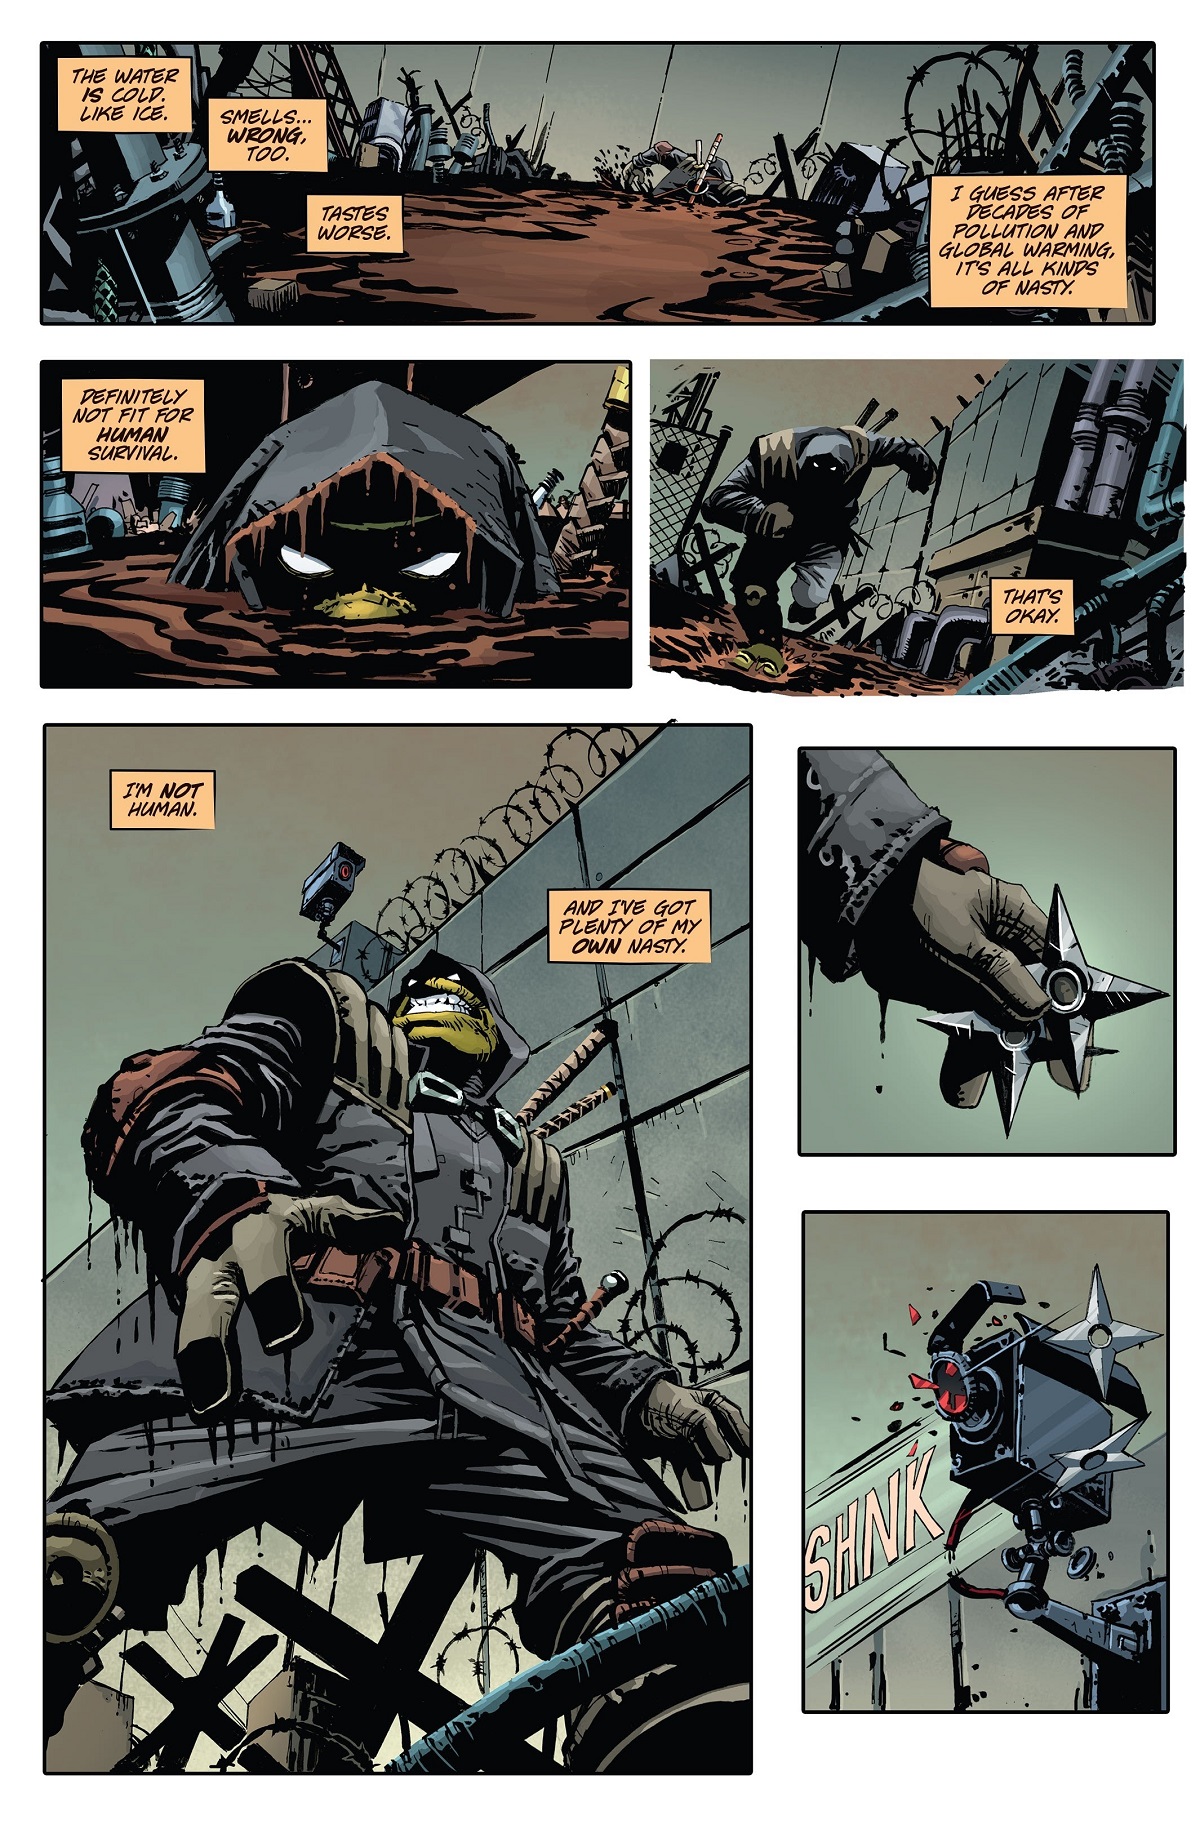 THE WATER
IS COLD.
LIKE ICE.
SMELLS...
WRONG,
TOO.
TASTES
WORSE.
I GUESS AFTER
DECADES OF
POLLUTION AND
GLOBAL WARMING,
IT'S ALL KINDS
OF NASTY.
DEFINITELY
NOT FIT FOR
HUMAN
SURVIVAL.
THAT'S
OKAY.
I'M NOT
HUMAN.
AND I'VE GOT
PLENTY OF MY
OWN NASTY.
SHNK